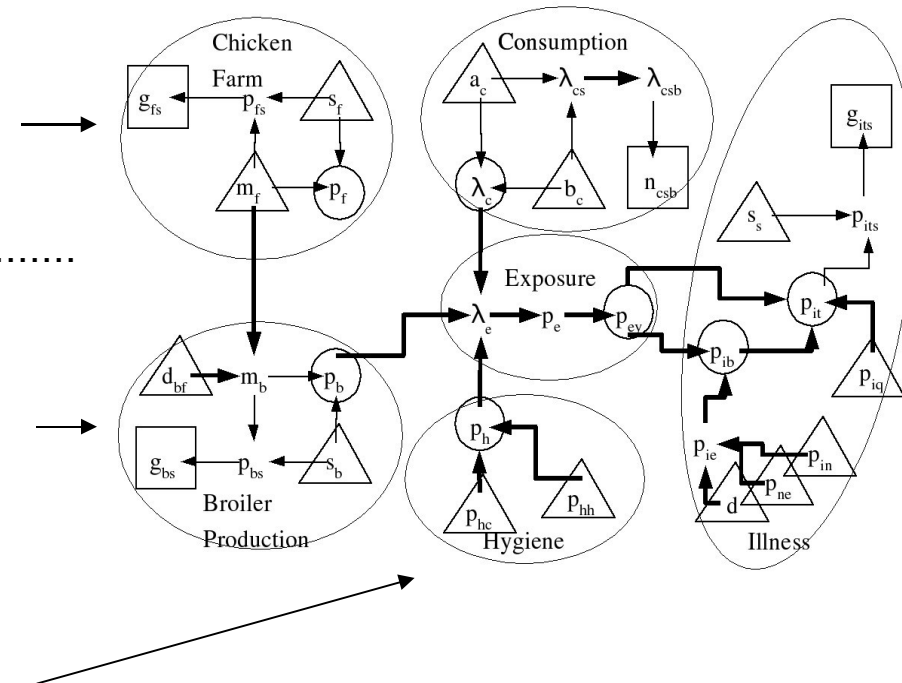 Chicken
Farm
g_fs
p_fs
s_f
m_f
p_f
Consumption
a_c
λ_cs
λ_csb
λ_c
b_c
n_csb
g_its
s_s
p_its
Exposure
λ_e
p_e
p_ev
p_it
p_ib
p_iq
d_bf
m_b
p_b
g_bs
p_bs
s_b
Broiler
Production
p_h
p_hc
p_hh
Hygiene
p_ie
p_in
p_ne
d
Illness